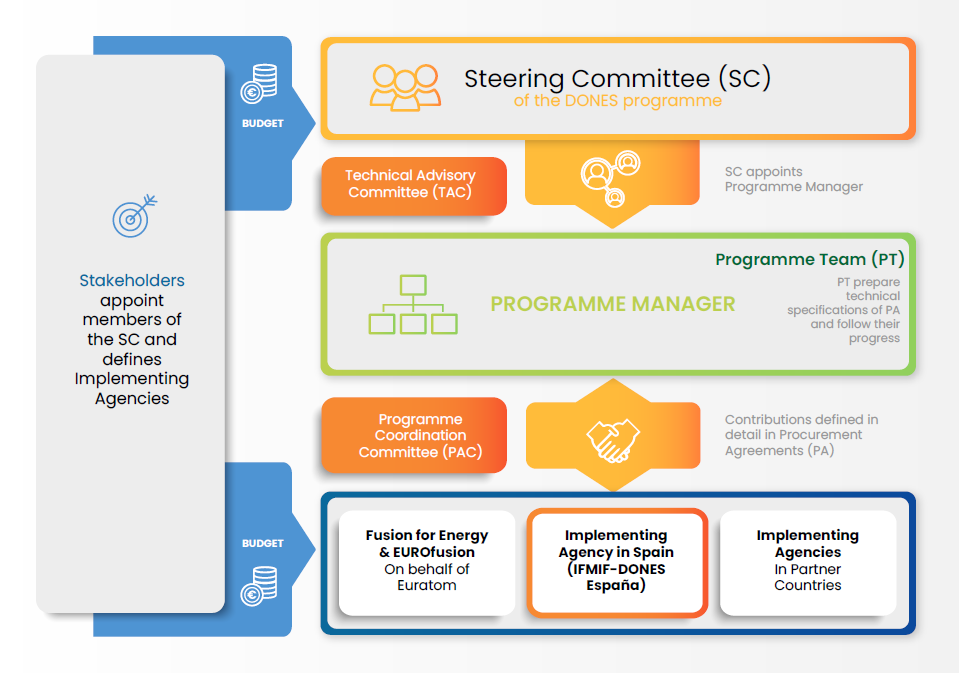 BUDGET
Stakeholders
appoint
members of
the SC and
defines
Implementing
Agencies
BUDGET
Steering Committee (SC)
of the DONES programme
Technical Advisory
Committee (TAC)
SC appoints
Programme Manager
Programme Team (PT)
PROGRAMME MANAGER
PT prepare
technical
specifications of PA
and follow their
progress
Programme
Coordination
Committee (PAC)
Contributions defined in
detail in Procurement
Agreements (PA)
Fusion for Energy
& EUROfusion
On behalf of
Euratom
Implementing
Agency in Spain
(IFMIF-DONES
España)
Implementing
Agencies
In Partner
Countries